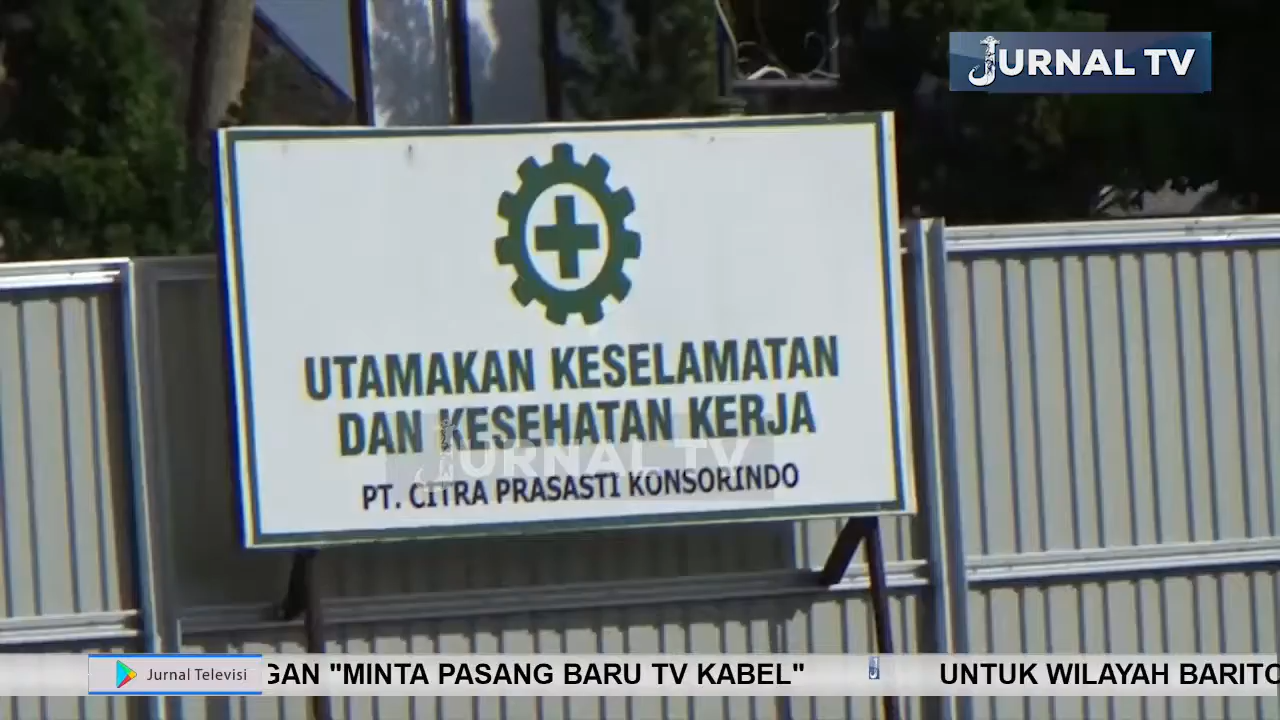 JURNAL TV
UTAMAKAN KESELAMATAN
DAN KESEHATAN KERJA
JURNAL TV
PT. CITRA PRASASTI KONSORINDO
Jurnal Televisi
GAN "MINTA PASANG BARU TV KABEL"
UNTUK WILAYAH BARITO